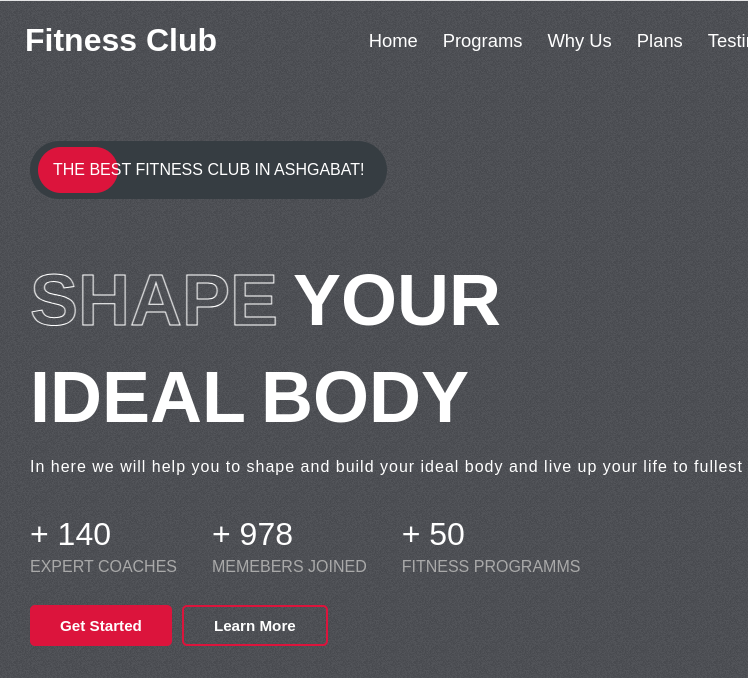 Fitness Club
Home Programs Why Us Plans
THE BEST FITNESS CLUB IN ASHGABAT!
SHAPE YOUR
IDEAL BODY
In here we will help you to shape and build your ideal body and live up your life to fullest
+ 140 + 978 + 50
EXPERT COACHES MEMEBERS JOINED FITNESS PROGRAMMS
Get Started Learn More